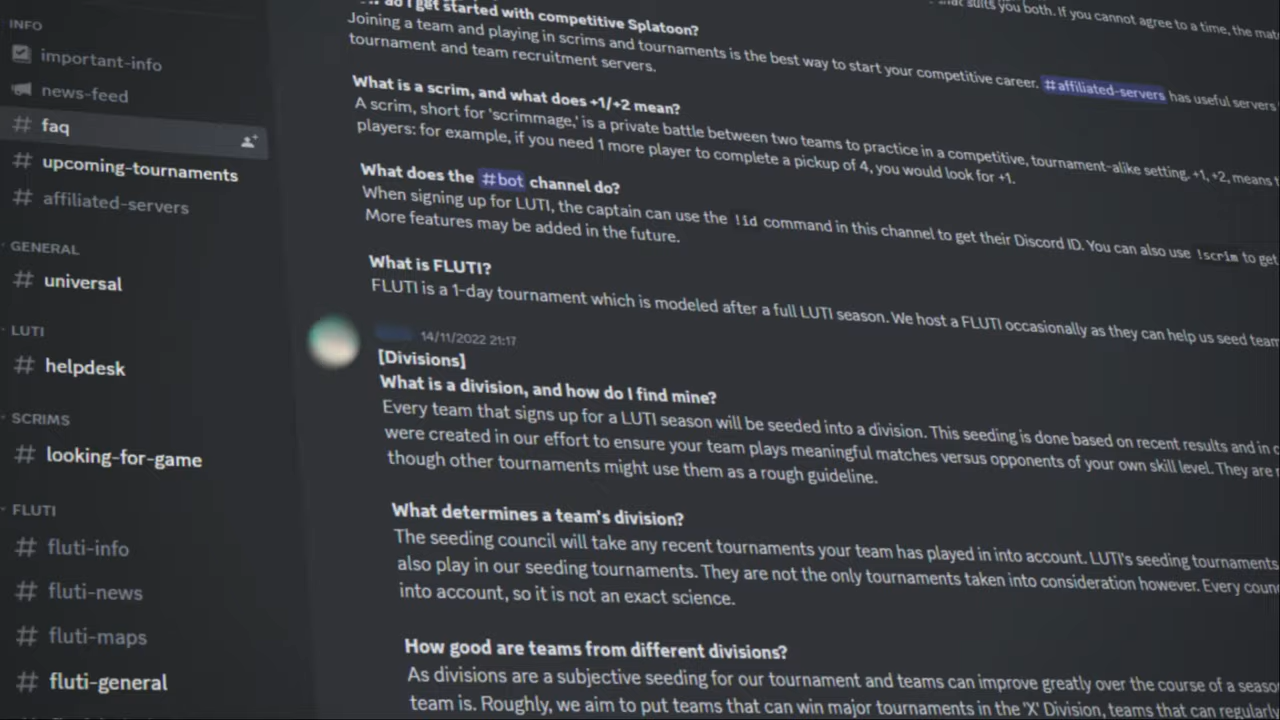 INFO
important-info
news-feed
# faq
# upcoming-tournaments
# affiliated-servers
GENERAL
# universal
LUTI
# helpdesk
SCRIMS
# looking-for-game
FLUTI
# fluti-info
# fluti-news
# fluti-maps
# fluti-general
suits you both. If you cannot agree to a time, the
do I get started with competitive Splatoon?
Joining a team and playing in scrims and tournaments is the best way to start your competitive career. #affiliated-servers has useful servers
tournament and team recruitment servers.
What is a scrim, and what does +1/+2 mean?
A scrim, short for 'scrimmage,' is a private battle between two teams to practice in a competitive, tournament-alike setting. +1, +2, means
players: for example, if you need 1 more player to complete a pickup of 4, you would look for +1.
What does the #bot channel do?
When signing up for LUTI, the captain can use the !id command in this channel to get their Discord ID. You can also use !scrim to get
More features may be added in the future.
What is FLUTI?
FLUTI is a 1-day tournament which is modeled after a full LUTI season. We host a FLUTI occasionally as they can help us seed team
14/11/2022 21:17
[Divisions]
What is a division, and how do I find mine?
Every team that signs up for a LUTI season will be seeded into a division. This seeding is done based on recent results and in
were created in our effort to ensure your team plays meaningful matches versus opponents of your own skill level. They are
though other tournaments might use them as a rough guideline.
What determines a team's division?
The seeding council will take any recent tournaments your team has played in into account. LUTI's seeding tournaments
also play in our seeding tournaments. They are not the only tournaments taken into consideration however. Every coun
into account, so it is not an exact science.
How good are teams from different divisions?
As divisions are a subjective seeding for our tournament and teams can improve greatly over the course of a seaso
team is. Roughly, we aim to put teams that can win major tournaments in the 'X' Division, teams that can regularly